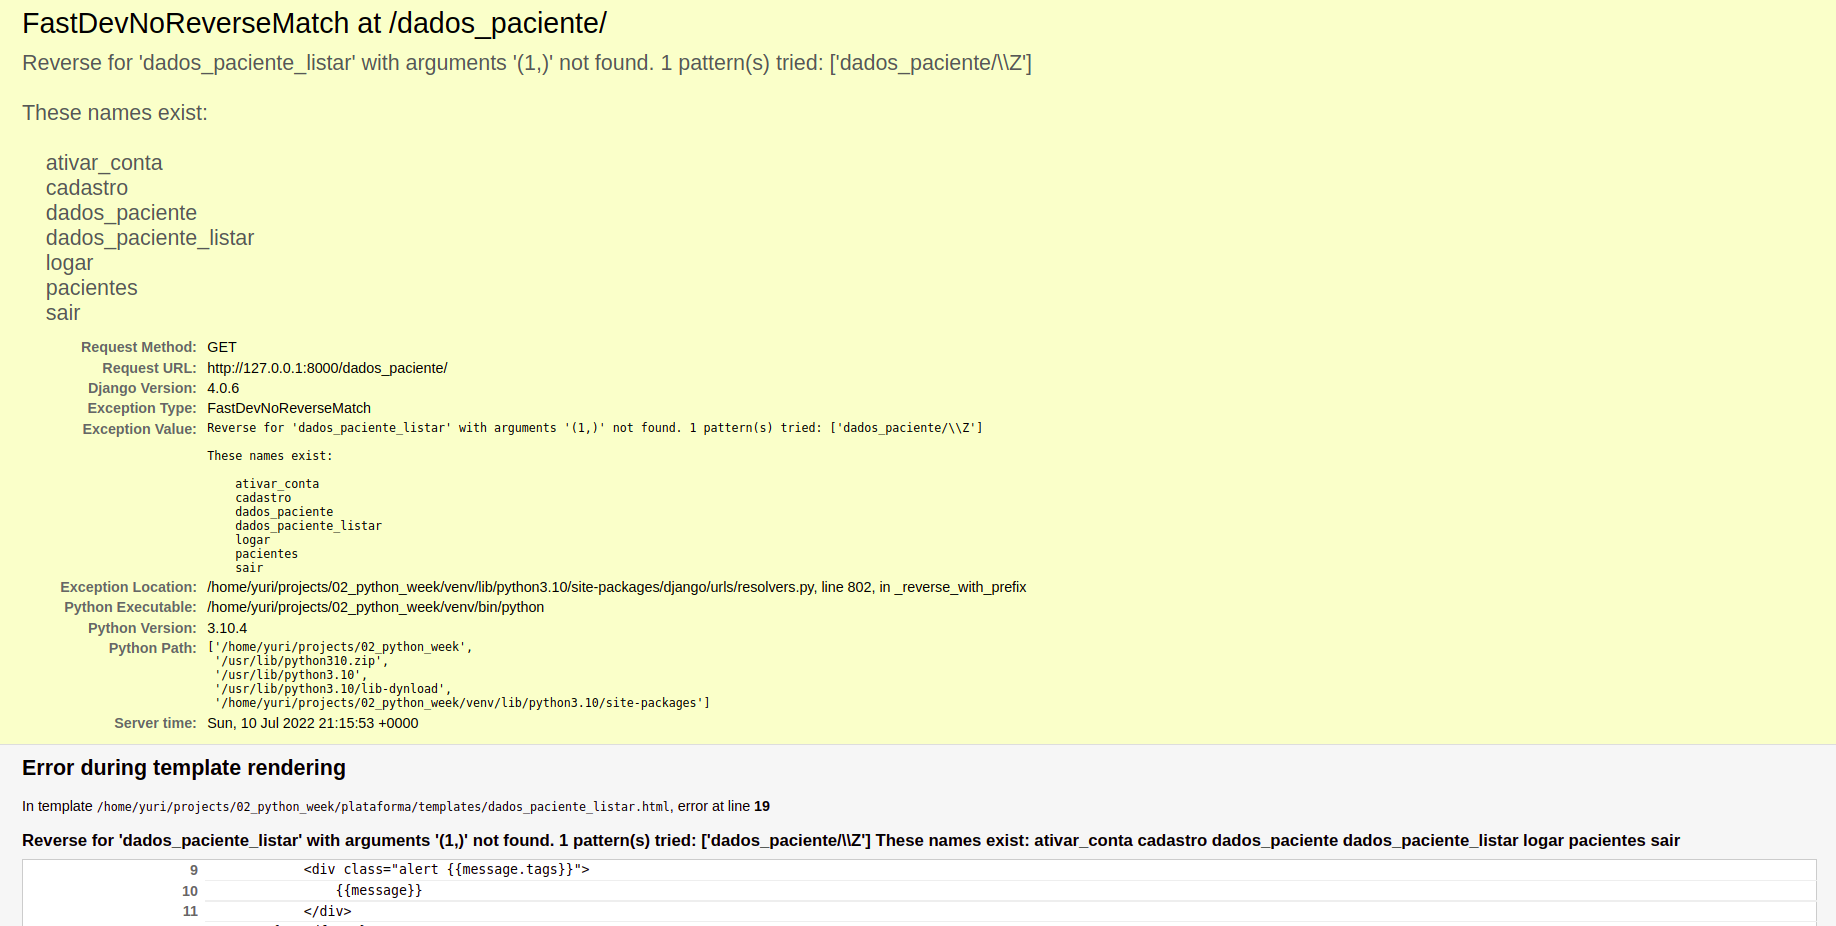 FastDevNoReverseMatch at /dados_paciente/
Reverse for 'dados_paciente_listar' with arguments '(1,)' not found. 1 pattern(s) tried: ['dados_paciente/\\Z']
These names exist:
ativar_conta
cadastro
dados_paciente
dados_paciente_listar
logar
pacientes
sair
Request Method: GET
Request URL: http://127.0.0.1:8000/dados_paciente/
Django Version: 4.0.6
Exception Type: FastDevNoReverseMatch
Exception Value: Reverse for 'dados_paciente_listar' with arguments '(1,)' not found. 1 pattern(s) tried: ['dados_paciente/\\Z']
These names exist:
ativar_conta
cadastro
dados_paciente
dados_paciente_listar
logar
pacientes
sair
Exception Location: /home/yuri/projects/02_python_week/venv/lib/python3.10/site-packages/django/urls/resolvers.py, line 802, in _reverse_with_prefix
Python Executable: /home/yuri/projects/02_python_week/venv/bin/python
Python Version: 3.10.4
Python Path: ['/home/yuri/projects/02_python_week',
'/usr/lib/python310.zip',
'/usr/lib/python3.10',
'/usr/lib/python3.10/lib-dynload',
'/home/yuri/projects/02_python_week/venv/lib/python3.10/site-packages']
Server time: Sun, 10 Jul 2022 21:15:53 +0000
Error during template rendering
In template /home/yuri/projects/02_python_week/plataforma/templates/dados_paciente_listar.html, error at line 19
Reverse for 'dados_paciente_listar' with arguments '(1,)' not found. 1 pattern(s) tried: ['dados_paciente/\\Z'] These names exist: ativar_conta cadastro dados_paciente dados_paciente_listar logar pacientes sair
9 <div class="alert {{message.tags}}">
10 {{message}}
11 </div>